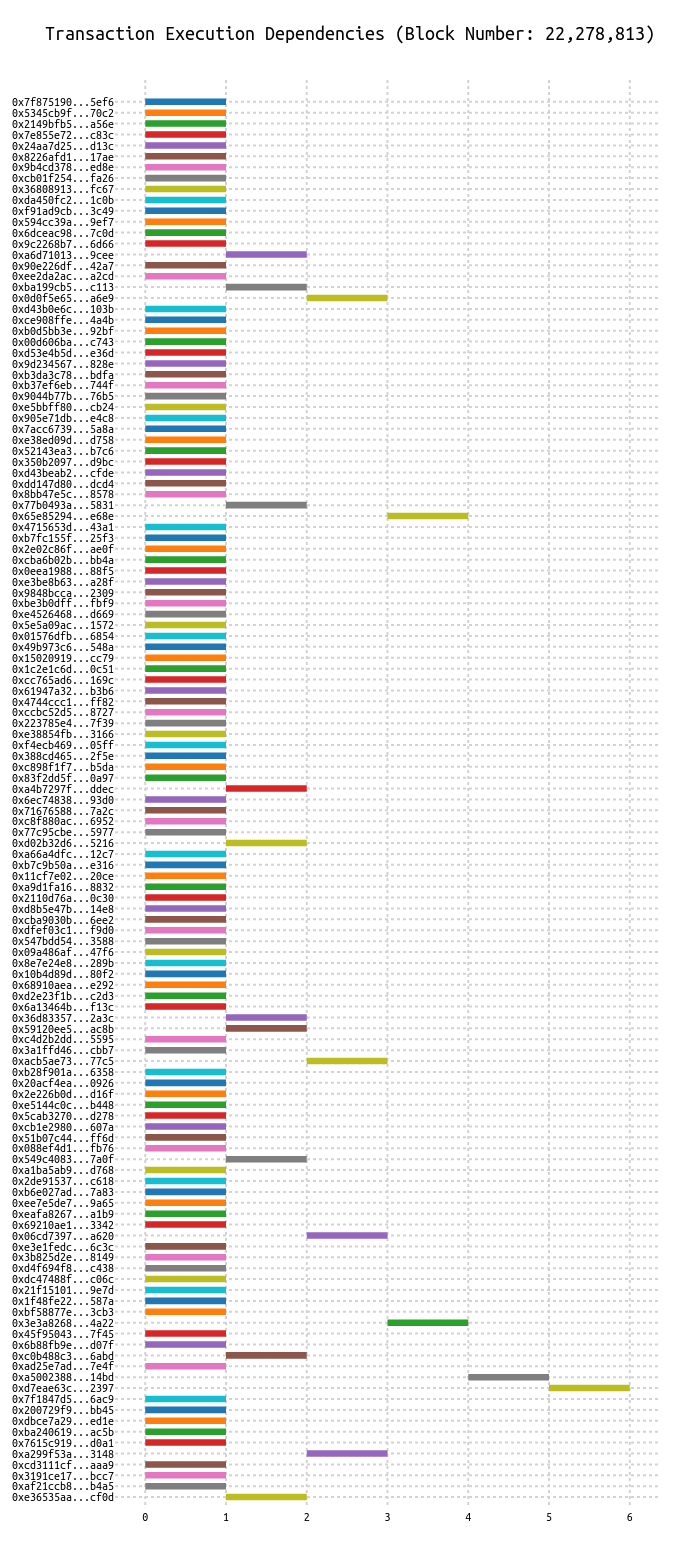 Transaction Execution Dependencies (Block Number: 22,278,813)
0x7f875190...5ef6
0x5345cb9f...70c2
0x2149bfb5...a56e
0x7e855e72...c83c
0x24aa7d25...d13c
0x8226afd1...17ae
0x9b4cd378...ed8e
0xcb01f254...fa26
0x36808913...fc67
0xda450fc2...1c0b
0xf91ad9cb...3c49
0x594cc39a...9ef7
0x6dceac98...7c0d
0x9c2268b7...6d66
0xa6d71013...9cee
0x90e226df...42a7
0xee2da2ac...a2cd
0xba199cb5...c113
0x0d0f5e65...a6e9
0xd43b0e6c...103b
0xce908ffe...4a4b
0xb0d5bb3e...92bf
0x00d606ba...c743
0xd53e4b5d...e36d
0x9d234567...828e
0xb3da3c78...bdfa
0xb37ef6eb...744f
0x9044b77b...76b5
0xe5bbff80...cb24
0x905e71db...e4c8
0x7acc6739...5a8a
0xe38ed09d...d758
0x52143ea3...b7c6
0x350b2097...d9bc
0xd43beab2...cfde
0xdd147d80...dcd4
0x8bb47e5c...8578
0x77b0493a...5831
0x65e85294...e68e
0x4715653d...43a1
0xb7fc155f...25f3
0x2e02c86f...ae0f
0xcba6b02b...bb4a
0x0eea1988...88f5
0xe3be8b63...a28f
0x9848bcca...2309
0xbe3b0dff...fbf9
0xe4526468...d669
0x5e5a09ac...1572
0x01576dfb...6854
0x49b973c6...548a
0x15020919...cc79
0x1c2e1c6d...0c51
0xcc765ad6...169c
0x61947a32...b3b6
0x4744ccc1...ff82
0xccbc52d5...8727
0x223785e4...7f39
0xe38854fb...3166
0xf4ecb469...05ff
0x388cd465...2f5e
0xc898f1f7...b5da
0x83f2dd5f...0a97
0xa4b7297f...ddec
0x6ec74838...93d0
0x71676588...7a2c
0xc8f880ac...6952
0x77c95cbe...5977
0xd02b32d6...5216
0xa66a4dfc...12c7
0xb7c9b50a...e316
0x11cf7e02...20ce
0xa9d1fa16...8832
0x2110d76a...0c30
0xd8b5e47b...14e8
0xcba9030b...6ee2
0xdfef03c1...f9d0
0x547bdd54...3588
0x09a486af...47f6
0x8e7e24e8...289b
0x10b4d89d...80f2
0x68910aea...e292
0xd2e23f1b...c2d3
0x6a13464b...f13c
0x36d83357...2a3c
0x59120ee5...ac8b
0xc4d2b2dd...5595
0x3a1ffd46...cbb7
0xacb5ae73...77c5
0xb28f901a...6358
0x20acf4ea...0926
0x2e226b0d...d16f
0xe5144c0c...b448
0x5cab3270...d278
0xcb1e2980...607a
0x51b07c44...ff6d
0x088ef4d1...fb76
0x549c4083...7a0f
0xa1ba5ab9...d768
0x2de91537...c618
0xb6e027ad...7a83
0xee7e5de7...9a65
0xeafa8267...a1b9
0x69210ae1...3342
0x06cd7397...a620
0xe3e1fedc...6c3c
0x3b825d2e...8149
0xd4f694f8...c438
0xdc47488f...c06c
0x21f15101...9e7d
0x1f48fe22...587a
0xbf58877e...3cb3
0x3e3a8268...4a22
0x45f95043...7f45
0x6b88fb9e...d07f
0xc0b488c3...6abd
0xad25e7ad...7e4f
0xa5002388...14bd
0xd7eae63c...2397
0x7f1847d5...6ac9
0x200729f9...bb45
0xdbce7a29...ed1e
0xba240619...ac5b
0x7615c919...d0a1
0xa299f53a...3148
0xcd3111cf...aaa9
0x3191ce17...bcc7
0xaf21ccb8...b4a5
0xe36535aa...cf0d
0 1 2 3 4 5 6